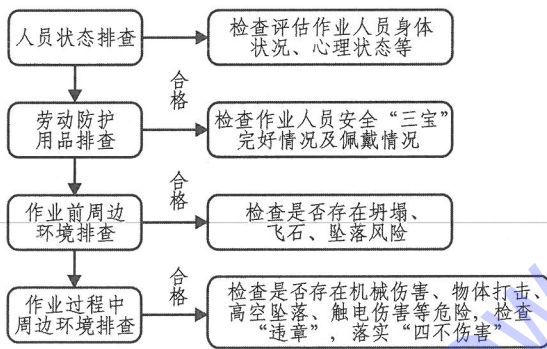 人员状态排查
检查评估作业人员身体
状况、心理状态等
合格
劳动防护
用品排查
检查作业人员安全“三宝”
完好情况及佩戴情况
合格
作业前周边
环境排查
检查是否存在坍塌、
飞石、坠落风险
合格
作业过程中
周边环境排查
检查是否存在机械伤害、物体打击、
高空坠落、触电伤害等危险，检查
“违章”，落实“四不伤害”